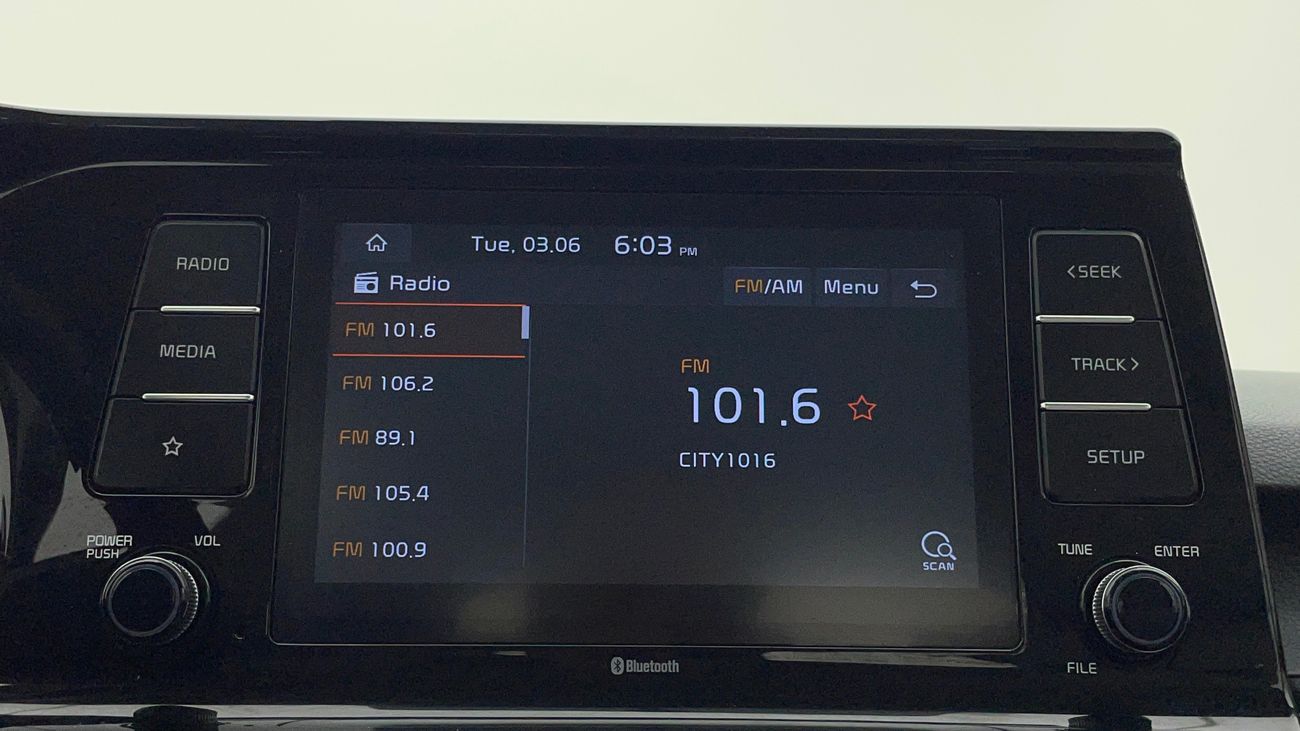 RADIO
MEDIA
POWER
PUSH
VOL
Tue, 03.06 6:03 PM
Radio
FM/AM Menu
FM 101.6
FM 106.2
FM 89.1
FM 105.4
FM 100.9
FM
101.6
CITY1016
SCAN
Bluetooth
<SEEK
TRACK>
SETUP
TUNE
ENTER
FILE